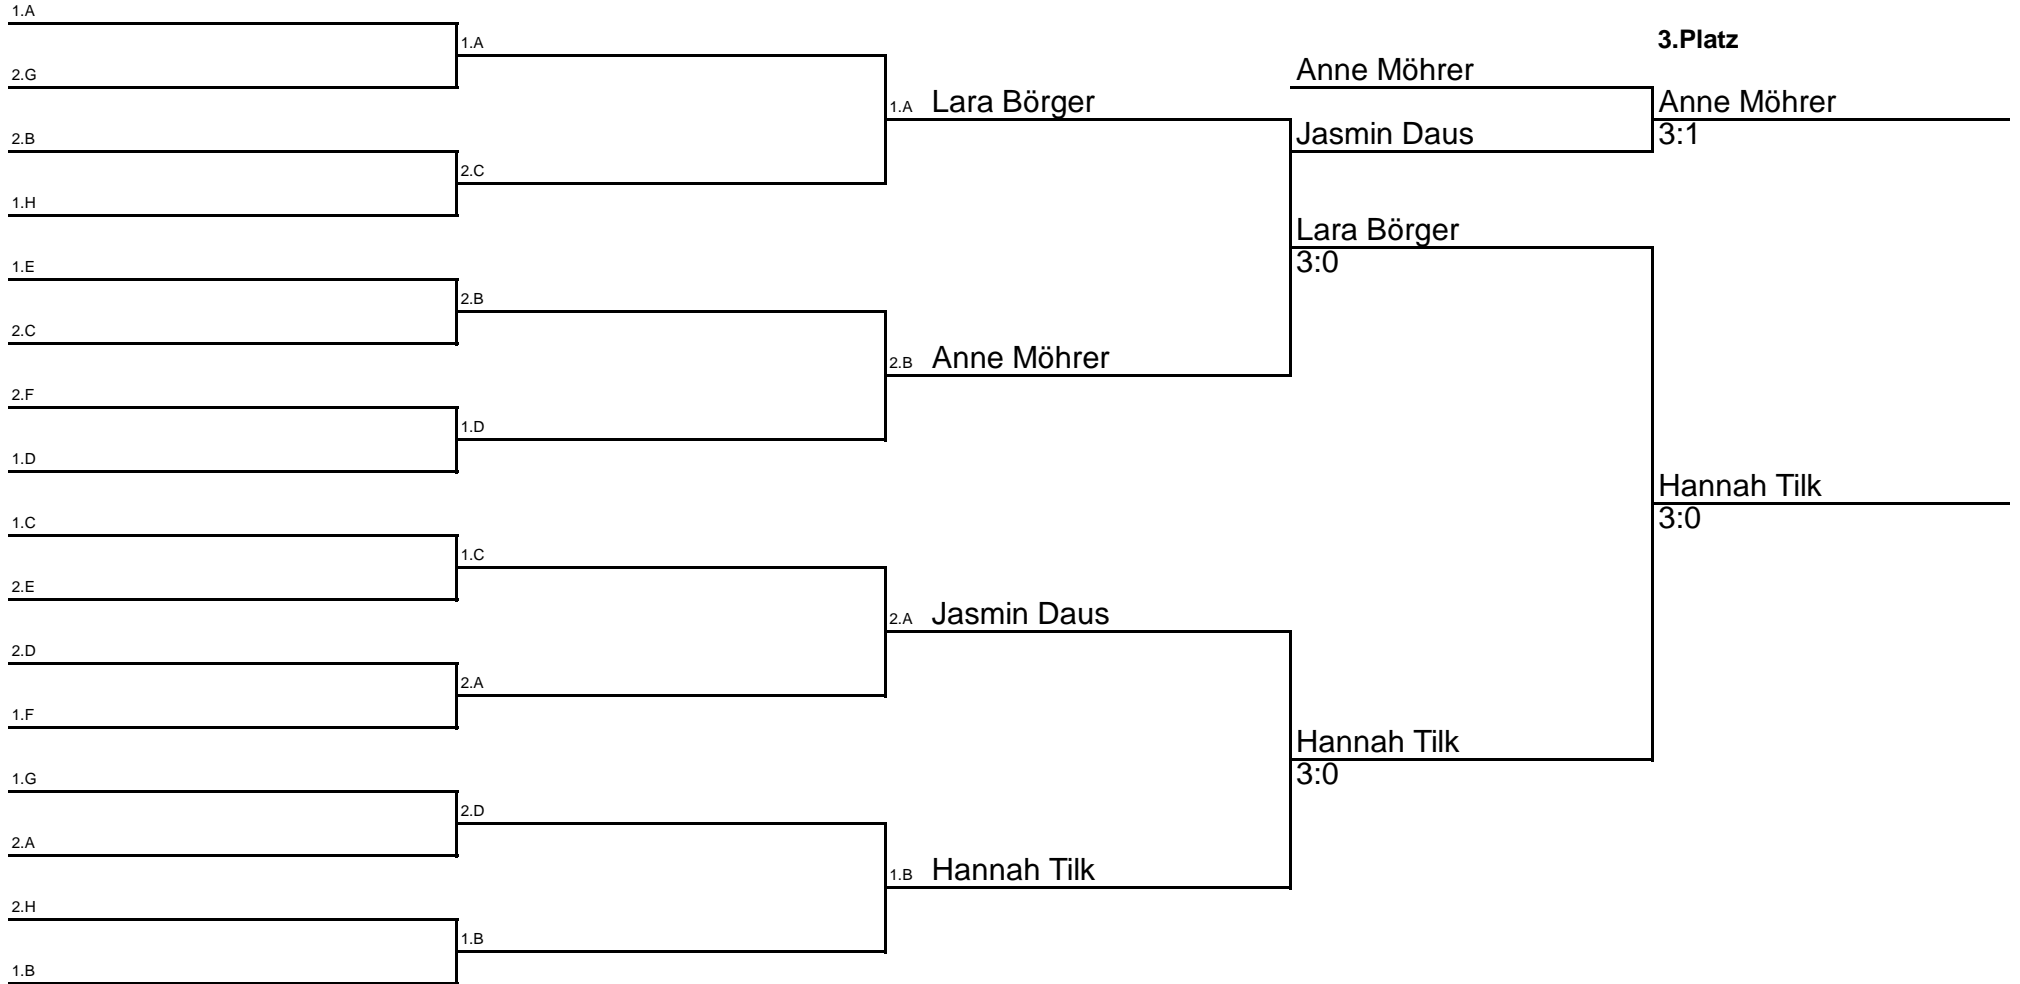 1.A
2.G
2.B
1.H
1.E
2.C
2.F
1.D
1.C
2.E
2.D
1.F
1.G
2.A
2.H
1.B
1.A
2.C
2.B
1.D
1.C
2.A
2.D
1.B
1.A Lara Börger
2.B Anne Möhrer
2.A Jasmin Daus
1.B Hannah Tilk
Anne Möhrer
Jasmin Daus
Lara Börger
3:0
Hannah Tilk
3:0
3.Platz
Anne Möhrer
3:1
Hannah Tilk
3:0